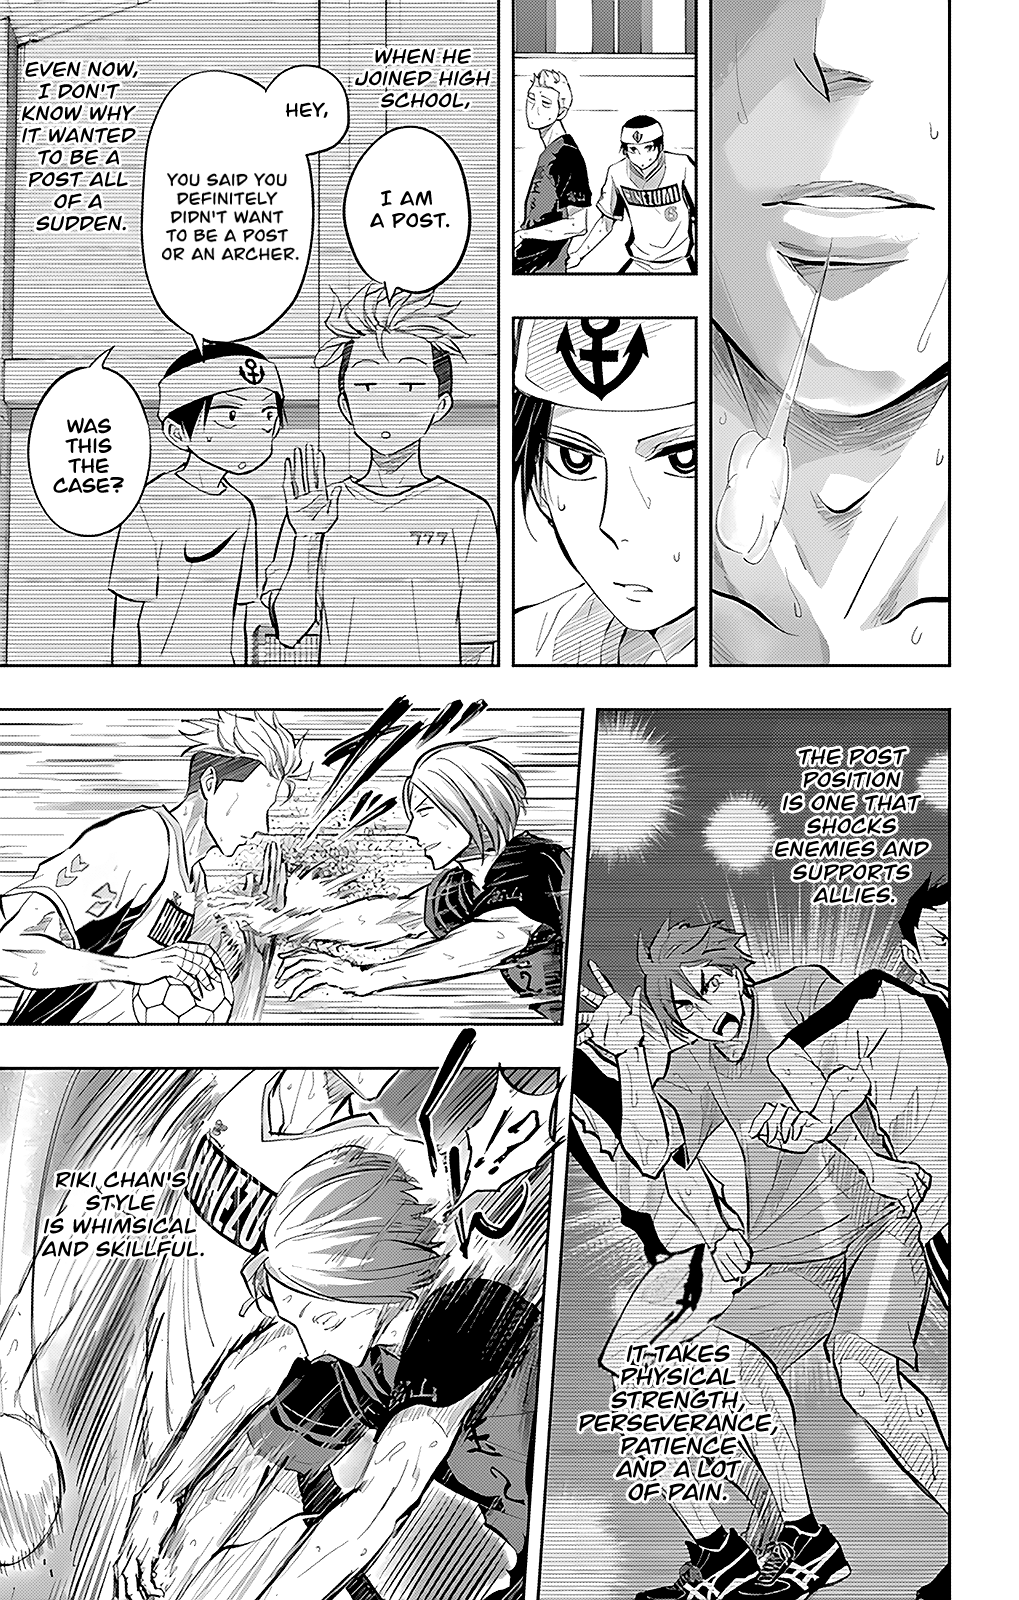 WHEN HE
JOINED HIGH
SCHOOL,
I AM
A POST.
HEY,
YOU SAID YOU
DEFINITELY
DIDN'T WANT
TO BE A POST
OR AN ARCHER.
EVEN NOW,
I DON'T
KNOW WHY
IT WANTED
TO BE A
POST ALL
OF A
SUDDEN.
WAS
THIS
THE
CASE?
777
6
THE POST
POSITION
IS ONE THAT
SHOCKS
ENEMIES AND
SUPPORTS
ALLIES.
IT TAKES
PHYSICAL
STRENGTH,
PERSEVERANCE,
PATIENCE
AND A LOT
OF PAIN.
2
RIKI CHAN'S
STYLE
IS WHIMSICAL
AND SKILLFUL.